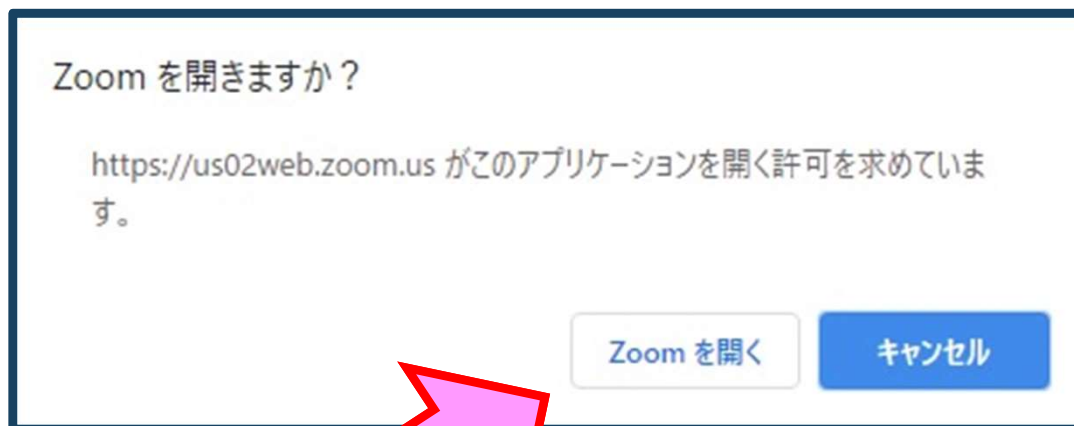 Zoom を開きますか？
https://us02web.zoom.us がこのアプリケーションを開く許可を求めていま
す。
Zoom を開く キャンセル